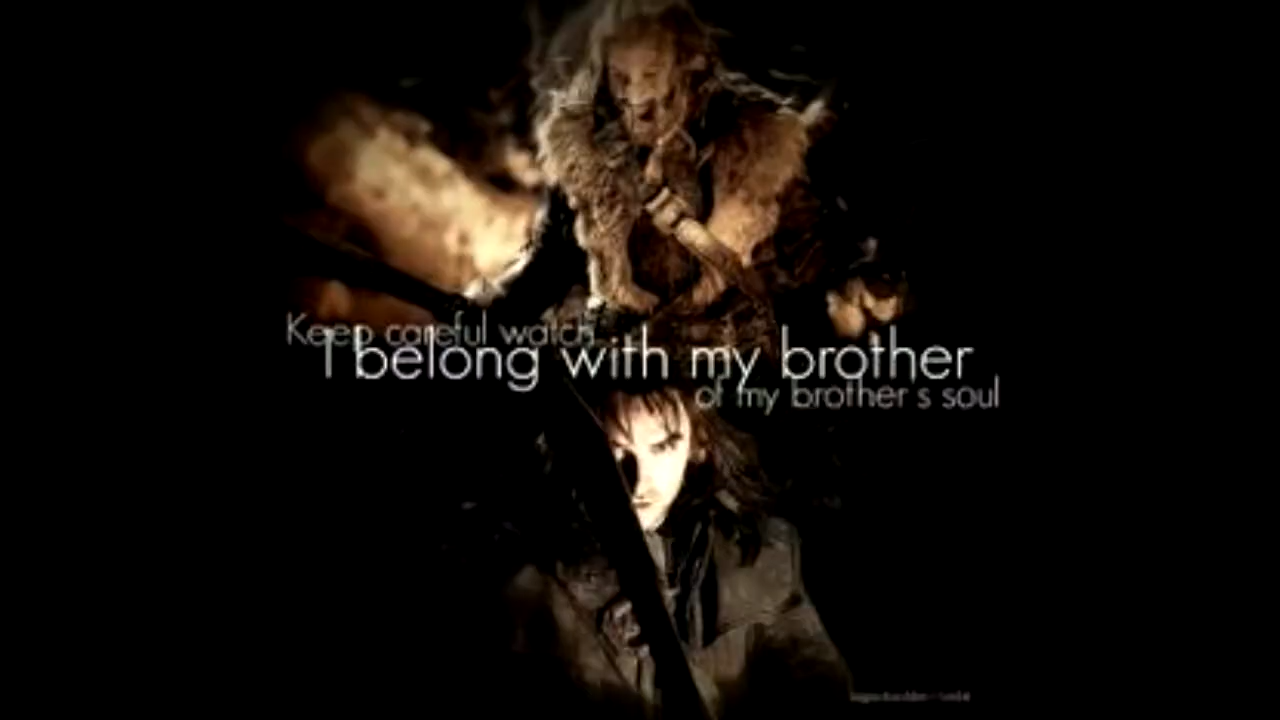 Keep careful watch
I belong with my brother
of my brother s soul